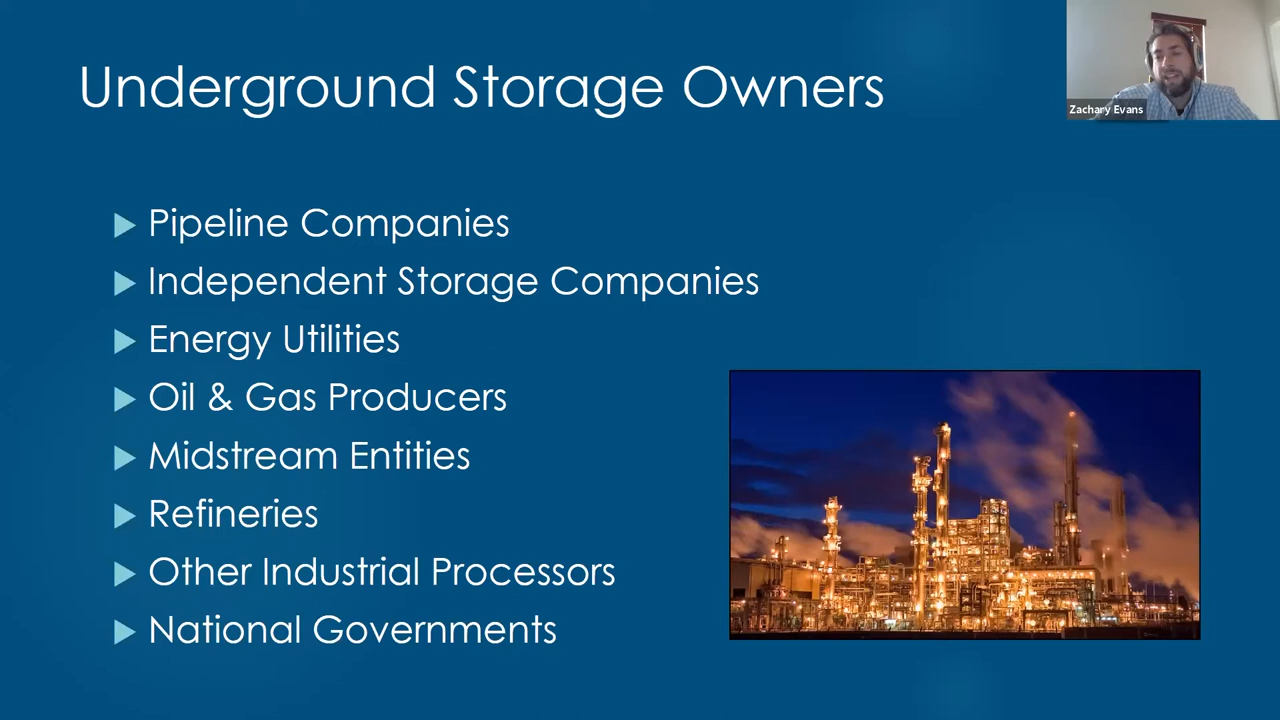 Underground Storage Owners
Zachary Evans
Pipeline Companies
Independent Storage Companies
Energy Utilities
Oil & Gas Producers
Midstream Entities
Refineries
Other Industrial Processors
National Governments